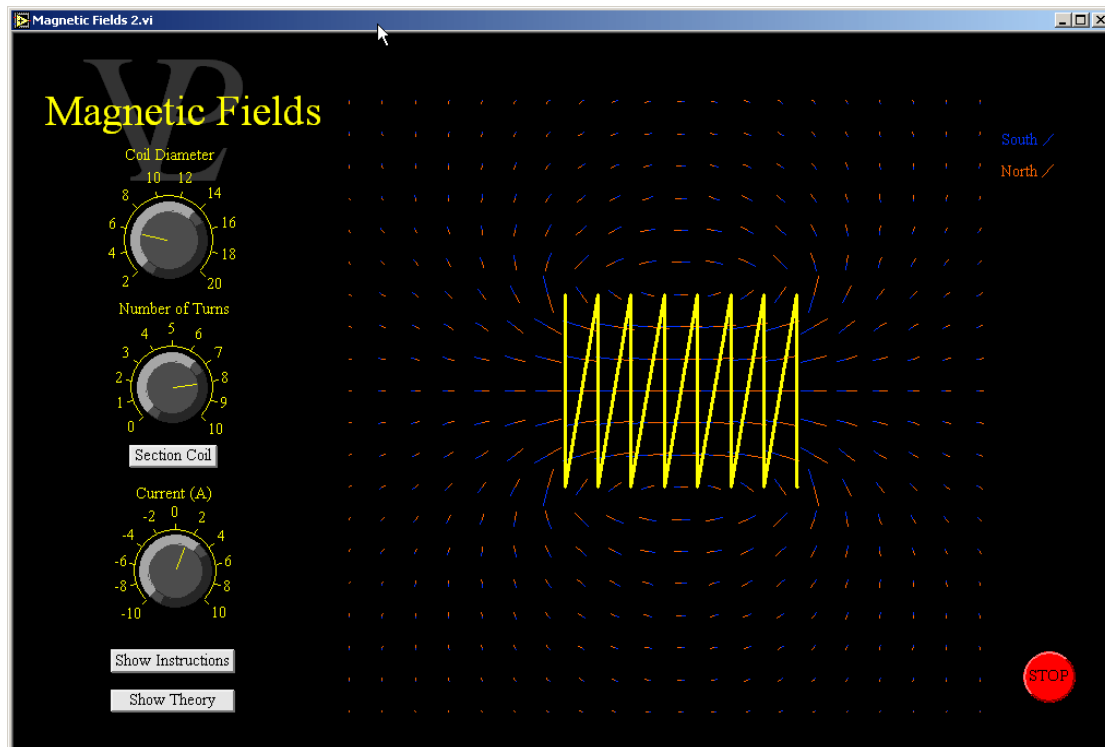 Magnetic Fields 2.vi
VPL
Magnetic Fields
South
North
Coil Diameter
2 4 6 8 10 12 14 16 18 20
Number of Turns
0 1 2 3 4 5 6 7 8 9 10
Section Coil
Current (A)
-10 -8 -6 -4 -2 0 2 4 6 8 10
Show Instructions
Show Theory
STOP